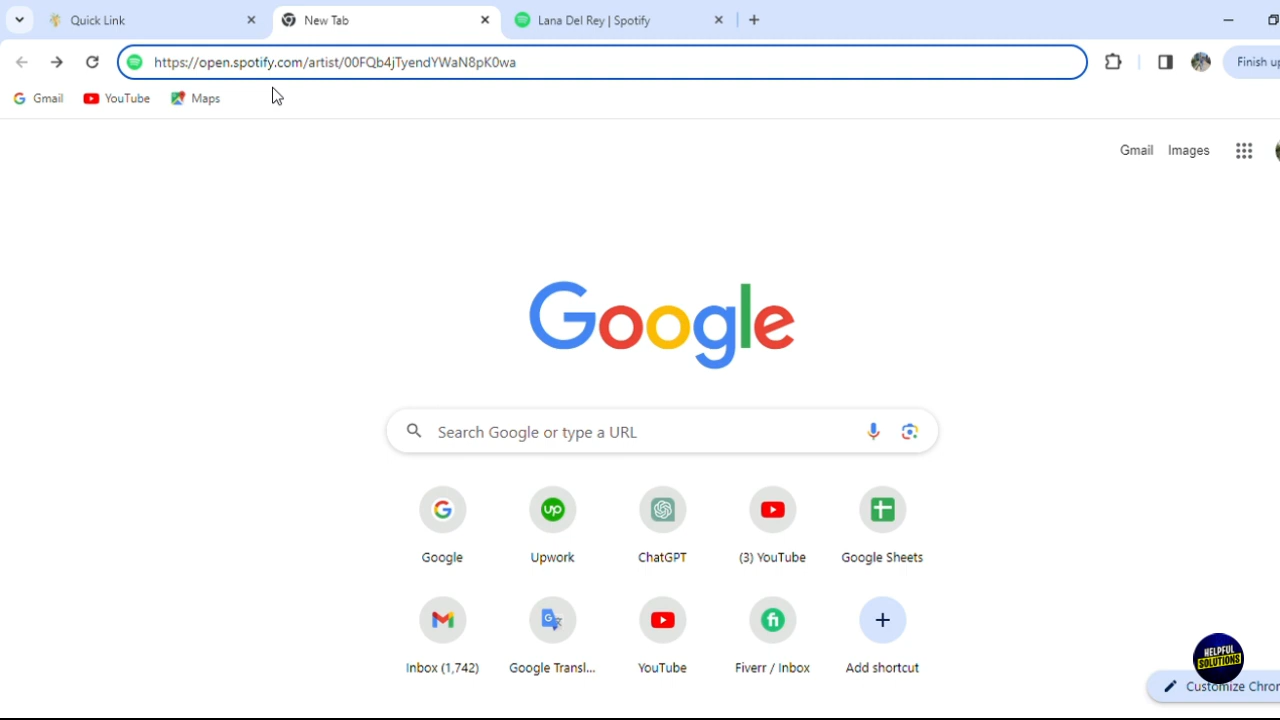 Quick Link
New Tab
Lana Del Rey | Spotify
https://open.spotify.com/artist/00FQb4jTyendYWaN8pK0wa
Finish up
Gmail
YouTube
Maps
Gmail
Images
Google
Search Google or type a URL
Google
Upwork
ChatGPT
(3) YouTube
Google Sheets
Inbox (1,742)
Google Transl...
YouTube
Fiverr / Inbox
Add shortcut
HELPFUL
SOLUTIONS
Customize Chror